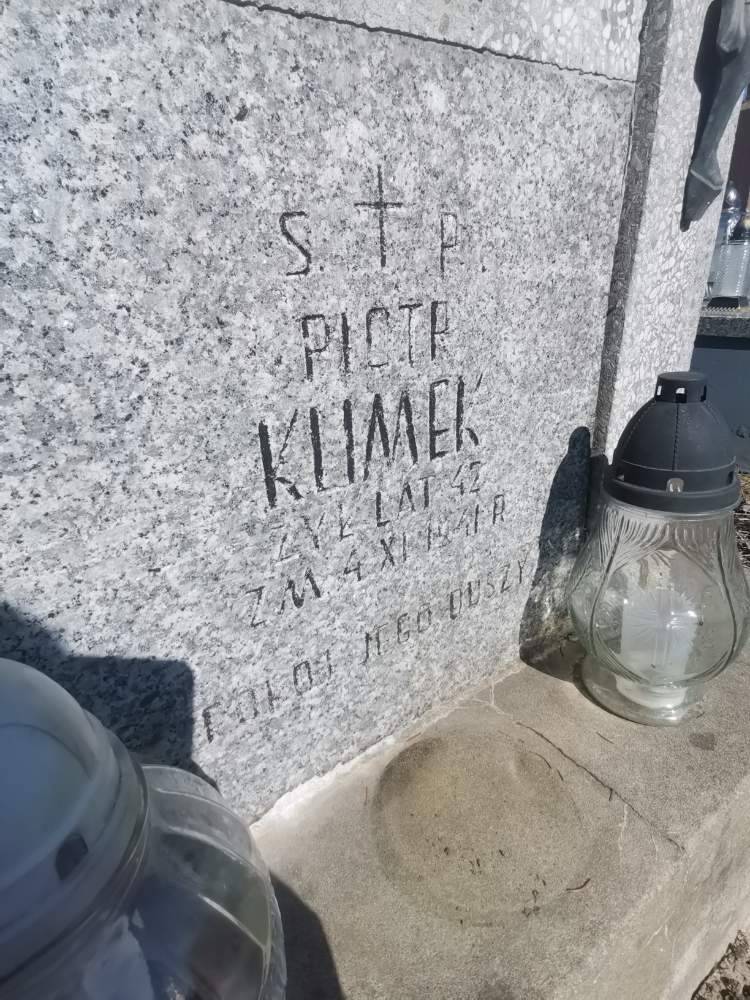 S. P.
PIOTR
KLIMEK
ŻYŁ LAT 42
ZM 4 XI 1941 R
POKÓJ JEGO DUSZY